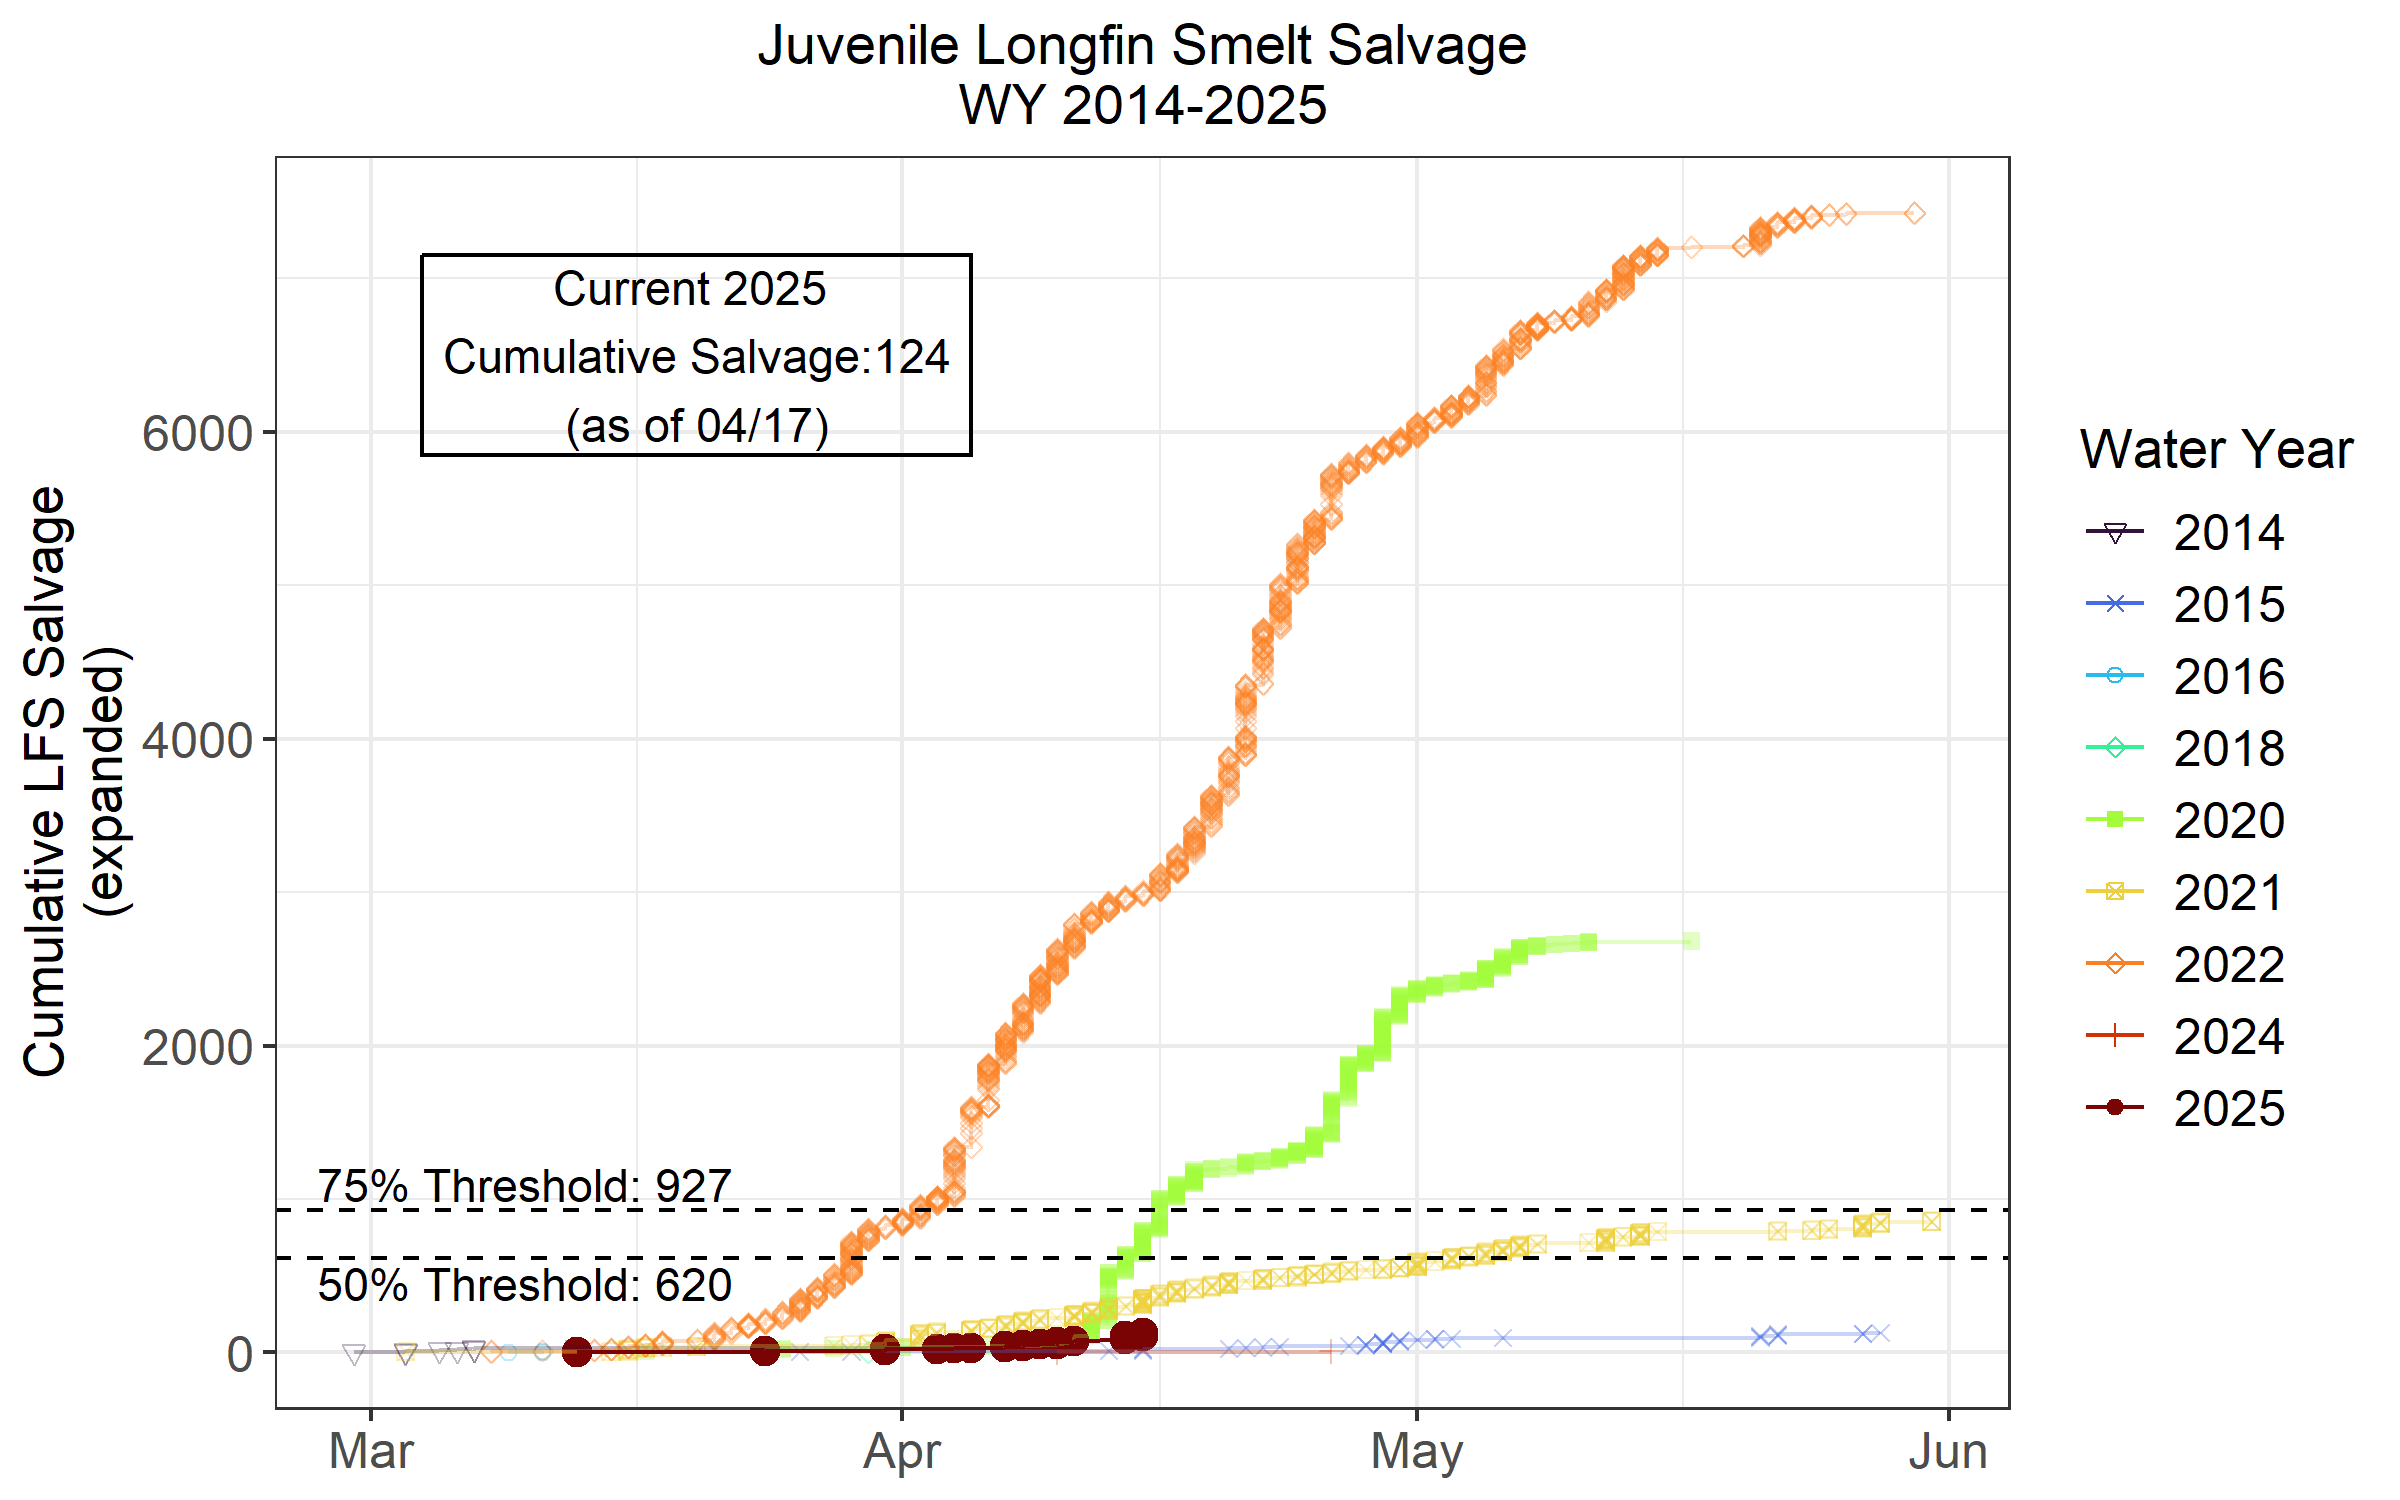 Juvenile Longfin Smelt Salvage
WY 2014-2025
Current 2025
Cumulative Salvage:124
(as of 04/17)
Cumulative LFS Salvage
(expanded)
6000
4000
2000
0
75% Threshold: 927
50% Threshold: 620
Mar
Apr
May
Jun
Water Year
2014
2015
2016
2018
2020
2021
2022
2024
2025